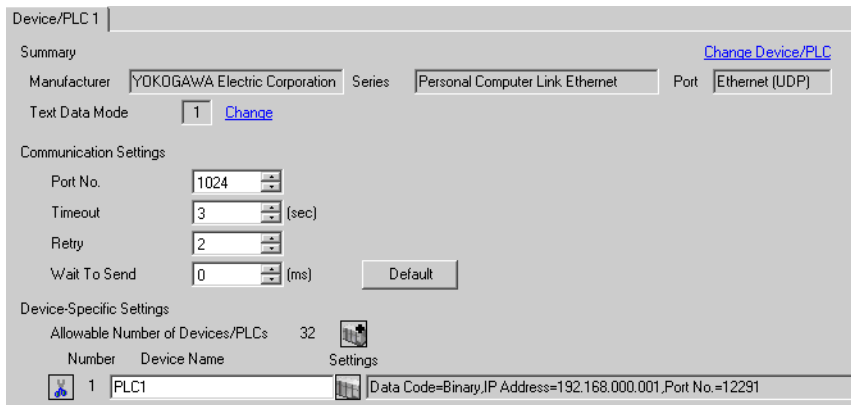 Device/PLC 1
Summary Change Device/PLC
Manufacturer YOKOGAWA Electric Corporation Series Personal Computer Link Ethernet Port Ethernet (UDP)
Text Data Mode 1 Change
Communication Settings
Port No. 1024
Timeout 3 (sec)
Retry 2
Wait To Send 0 (ms) Default
Device-Specific Settings
Allowable Number of Devices/PLCs 32
Number Device Name Settings
1 PLC1 Data Code=Binary,IP Address=192.168.000.001,Port No.=12291